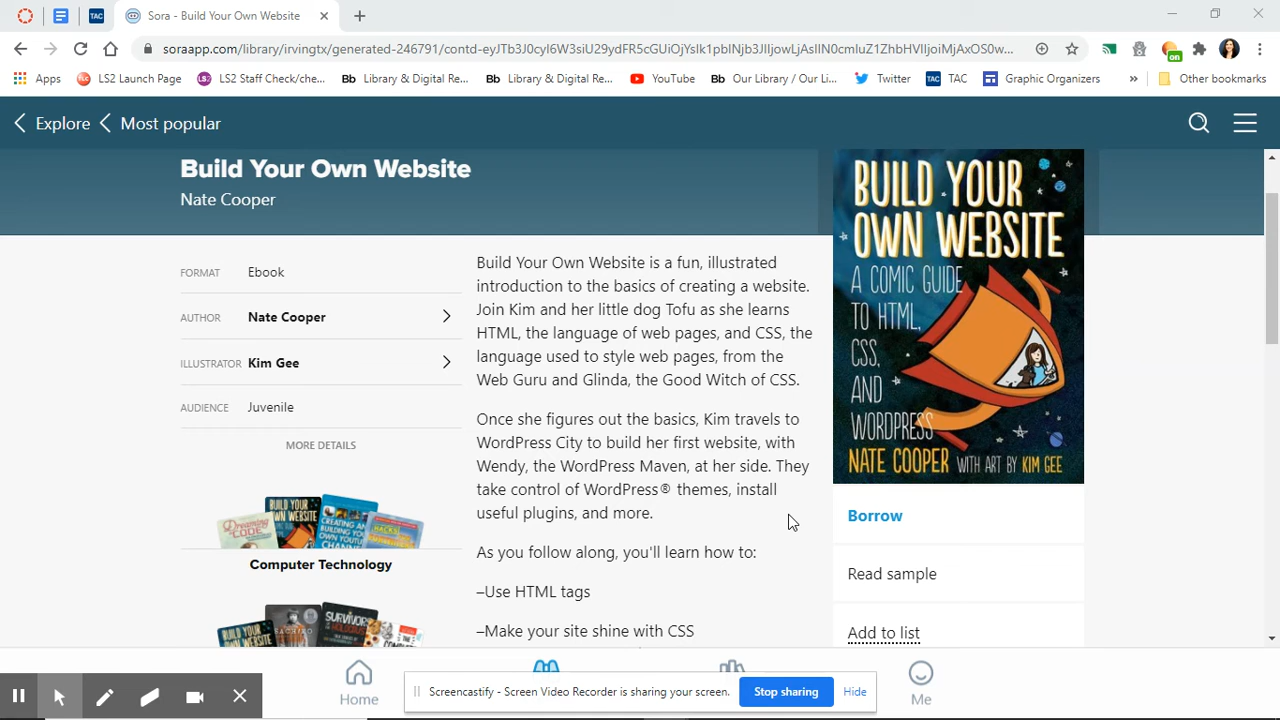 Sora - Build Your Own Website
TAC
soraapp.com/library/irvingtx/generated-246791/contd-eyJTb3J0cyI6W3siU29ydFR5cGUiOjYsIk1pbINjb3JlIjowLjAsIlN0cmluZ1ZhbHVlIjoiMjAxOS0w...
on
Apps
LS2 Launch Page
LS2 Staff Check/che...
Bb Library & Digital Re...
Bb Library & Digital Re...
YouTube
Bb Our Library / Our Li...
Twitter
TAC TAC
Graphic Organizers
»
Other bookmarks
Explore
Most popular
Build Your Own Website
Nate Cooper
FORMAT Ebook
AUTHOR Nate Cooper
ILLUSTRATOR Kim Gee
AUDIENCE Juvenile
MORE DETAILS
Computer Technology
Build Your Own Website is a fun, illustrated
introduction to the basics of creating a website.
Join Kim and her little dog Tofu as she learns
HTML, the language of web pages, and CSS, the
language used to style web pages, from the
Web Guru and Glinda, the Good Witch of CSS.
Once she figures out the basics, Kim travels to
WordPress City to build her first website, with
Wendy, the WordPress Maven, at her side. They
take control of WordPress® themes, install
useful plugins, and more.
As you follow along, you'll learn how to:
–Use HTML tags
–Make your site shine with CSS
BUILD YOUR
OWN WEBSITE
A COMIC GUIDE
TO HTML,
CSS,
AND
WORDPRESS
NATE COOPER WITH ART BY KIM GEE
Borrow
Read sample
Add to list
Home
Me
Screencastify - Screen Video Recorder is sharing your screen.
Stop sharing
Hide